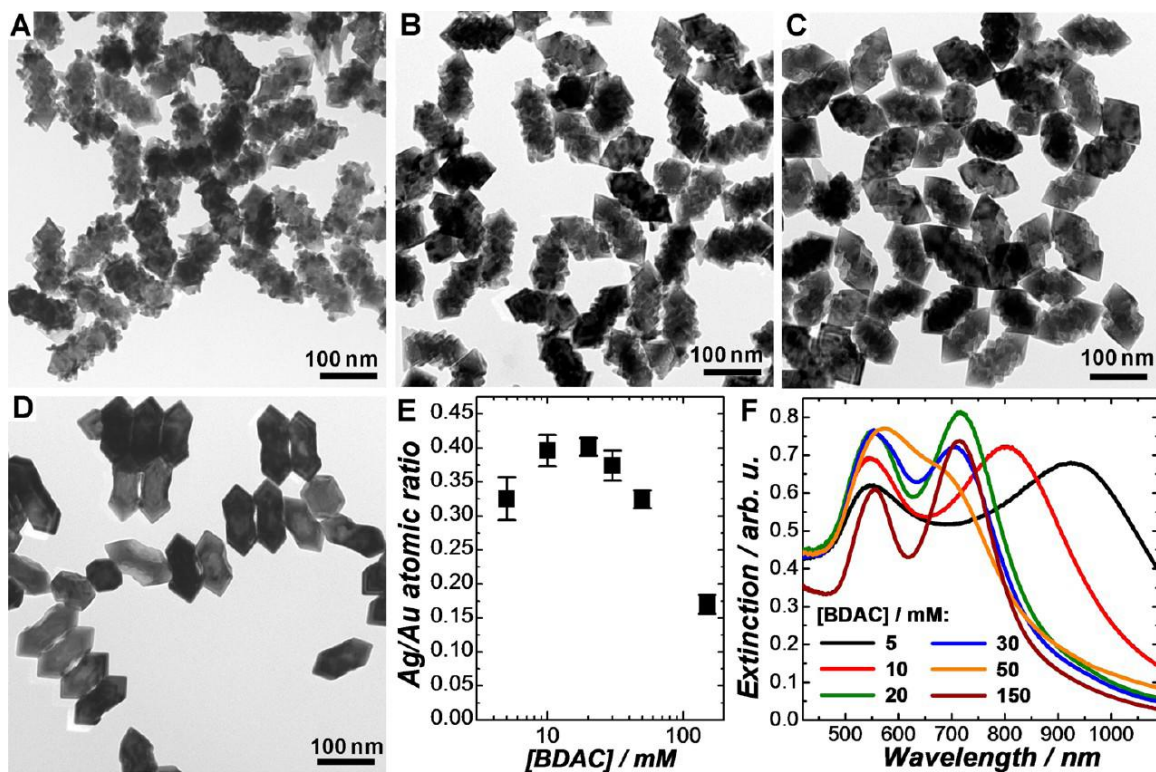 A
100 nm
B
100 nm
C
100 nm
D
100 nm
E
0.45
0.40
0.35
0.30
0.25
0.20
0.15
0.10
0.05
0.00
Ag/Au atomic ratio
10
100
[BDAC] / mM
F
0.8
0.7
0.6
0.5
0.4
0.3
0.2
0.1
0.0
Extinction / arb. u.
[BDAC] / mM:
5 30
10 50
20 150
500 600 700 800 900 1000
Wavelength / nm